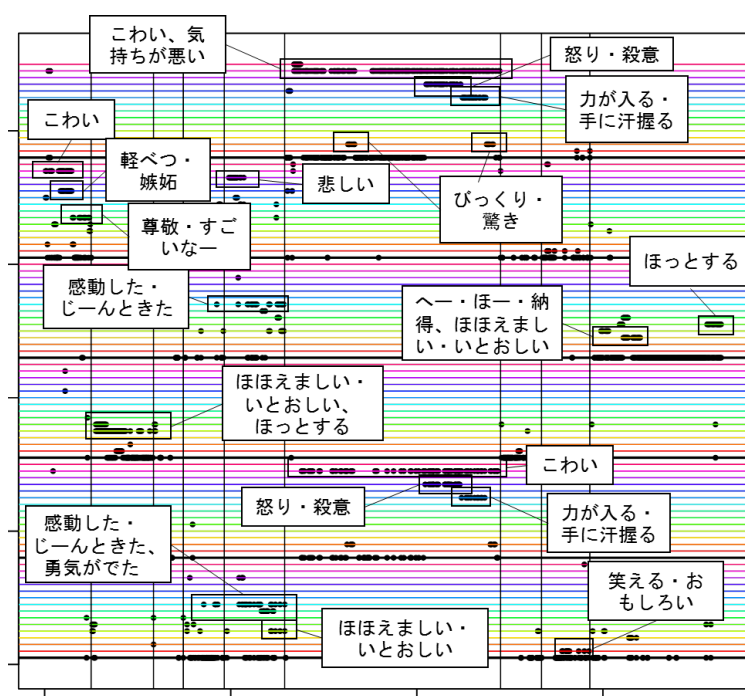 こわい、気
持ちが悪い
怒り・殺意
力が入る・
手に汗握る
こわい
軽べつ・
嫉妬
悲しい
びっくり・
驚き
尊敬・すご
いなー
ほっとする
感動した・
じーんときた
へー・ほー・納
得、ほほえまし
い・いとおしい
ほほえましい・
いとおしい、
ほっとする
こわい
怒り・殺意
力が入る・
手に汗握る
感動した・
じーんときた、
勇気がでた
笑える・お
もしろい
ほほえましい・
いとおしい